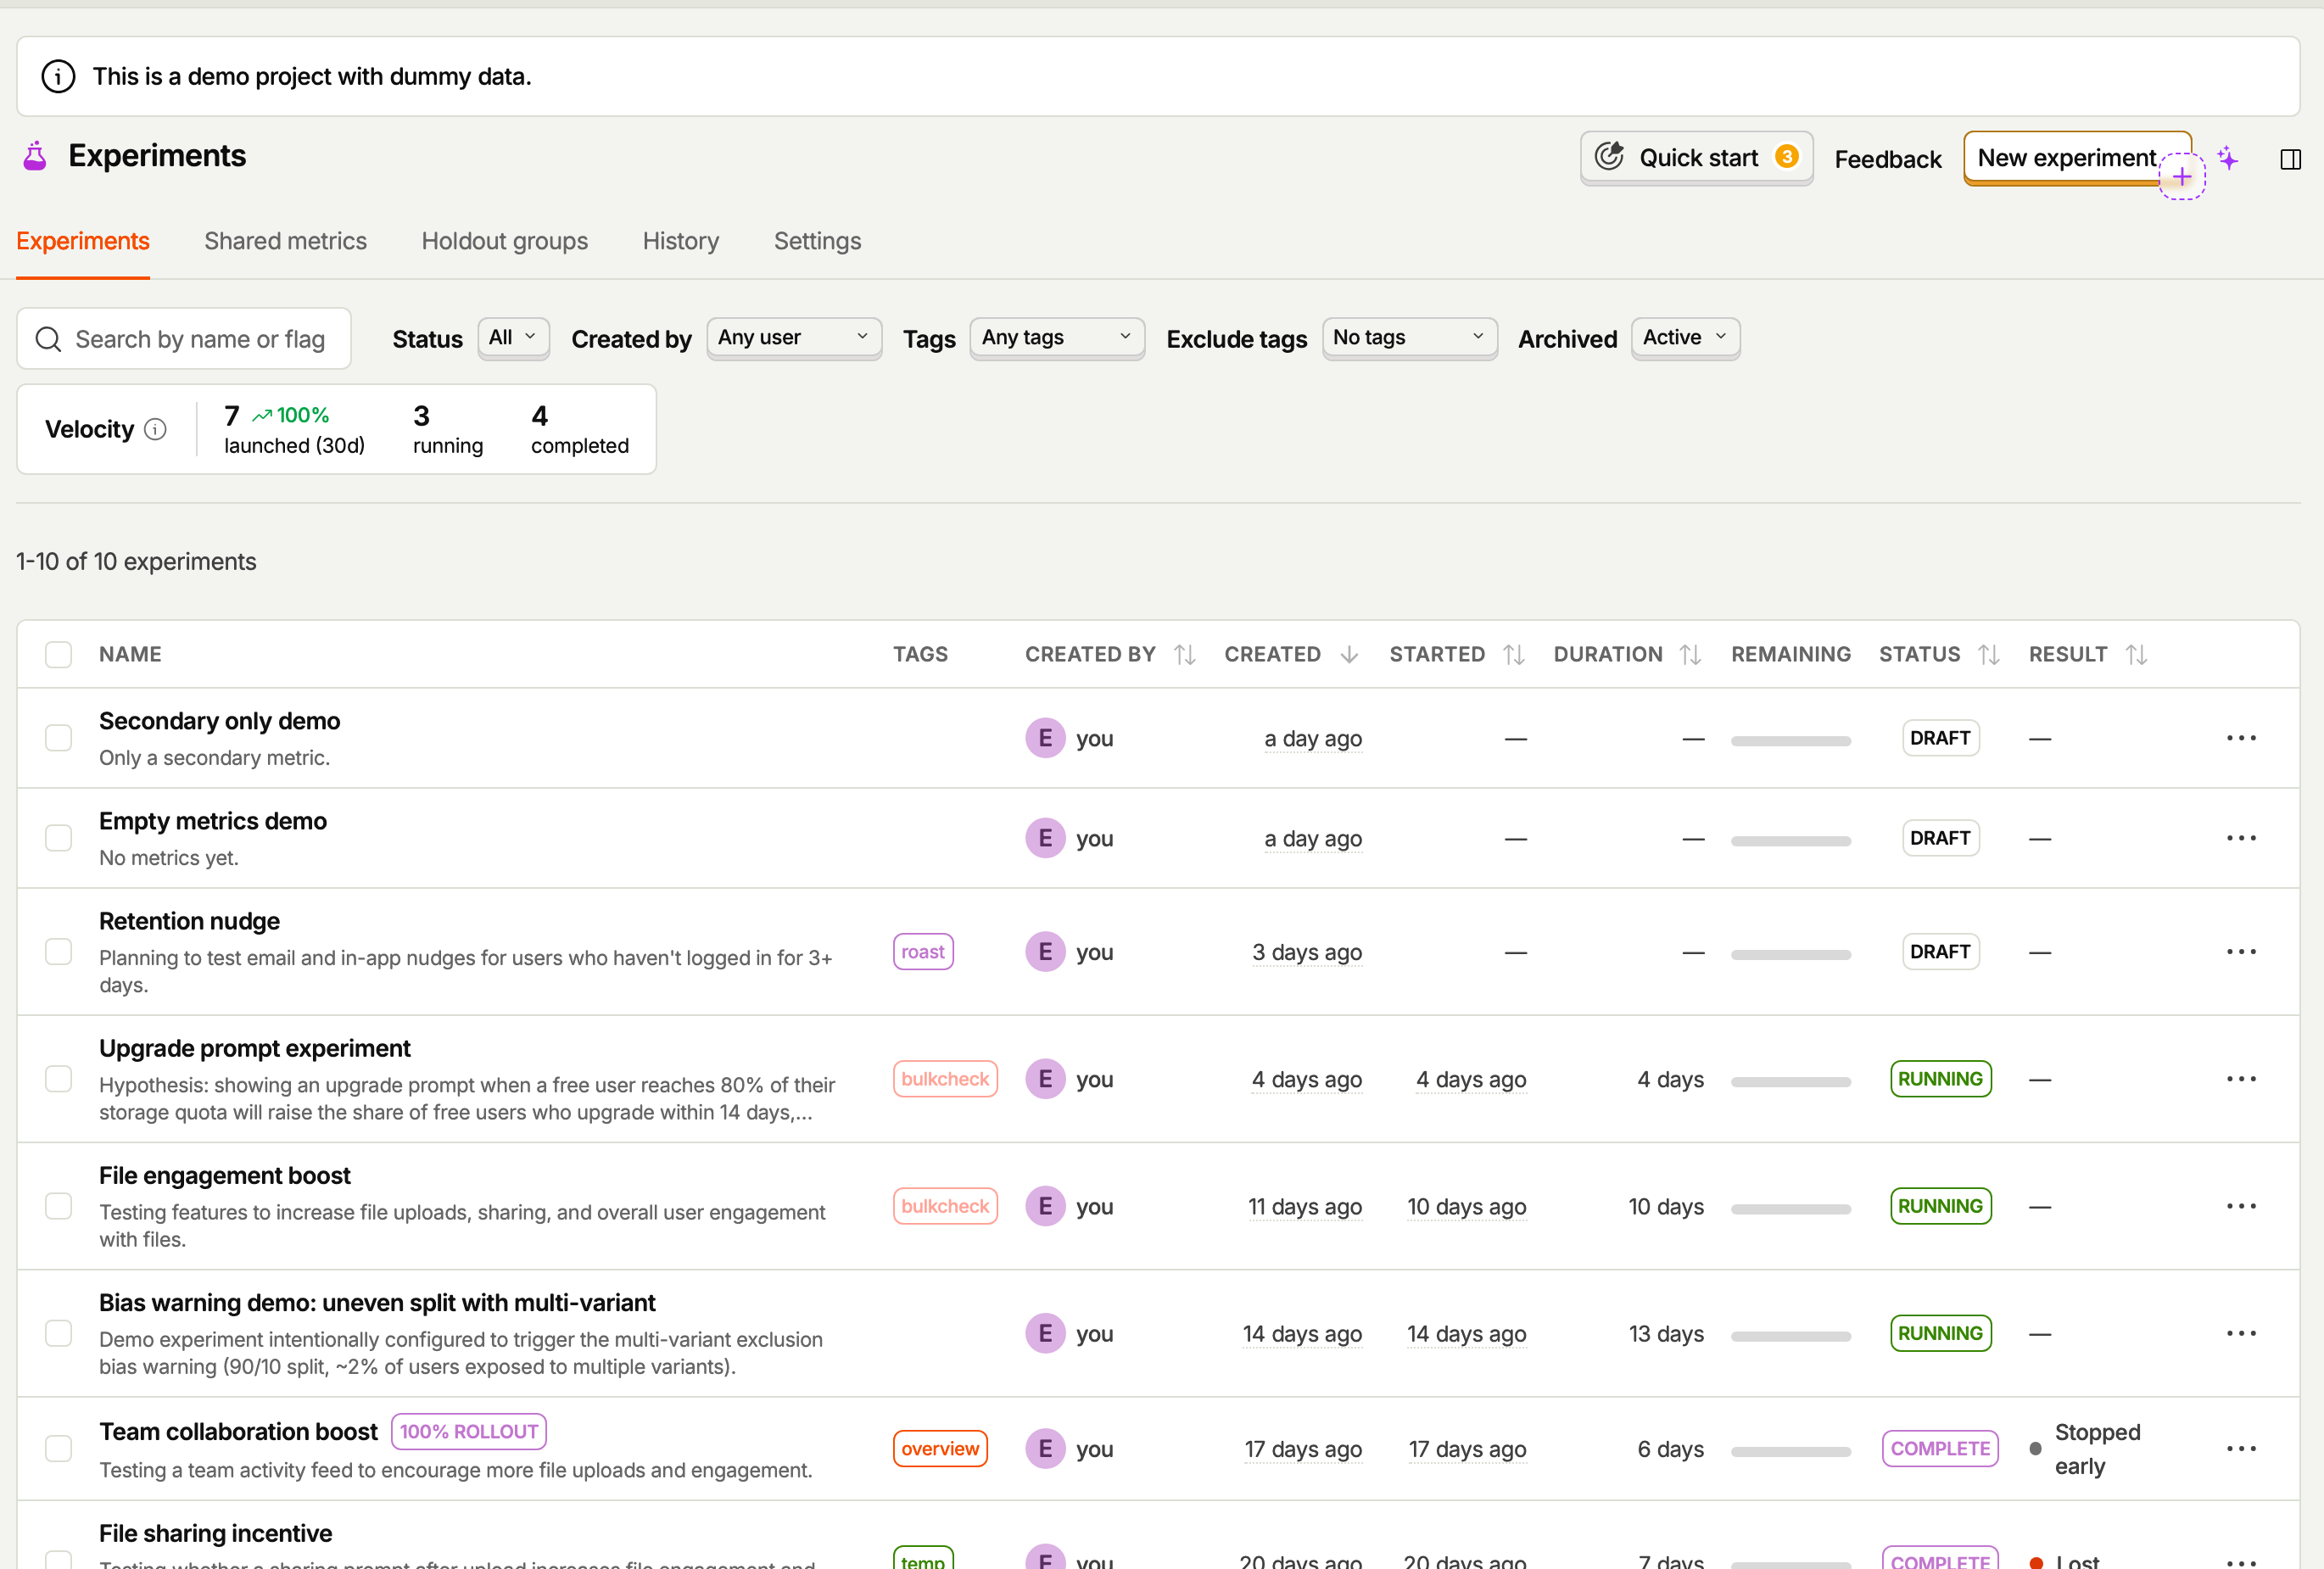 This is a demo project with dummy data.
Experiments
Quick start 3
Feedback
New experiment
Experiments
Shared metrics
Holdout groups
History
Settings
Search by name or flag
Status All
Created by Any user
Tags Any tags
Exclude tags No tags
Archived Active
Velocity
7 100%
launched (30d)
3
running
4
completed
1-10 of 10 experiments
NAME TAGS CREATED BY CREATED STARTED DURATION REMAINING STATUS RESULT
Secondary only demo
Only a secondary metric.
E you a day ago — — DRAFT —
Empty metrics demo
No metrics yet.
E you a day ago — — DRAFT —
Retention nudge
Planning to test email and in-app nudges for users who haven't logged in for 3+
days.
roast E you 3 days ago — — DRAFT —
Upgrade prompt experiment
Hypothesis: showing an upgrade prompt when a free user reaches 80% of their
storage quota will raise the share of free users who upgrade within 14 days,...
bulkcheck E you 4 days ago 4 days ago 4 days RUNNING —
File engagement boost
Testing features to increase file uploads, sharing, and overall user engagement
with files.
bulkcheck E you 11 days ago 10 days ago 10 days RUNNING —
Bias warning demo: uneven split with multi-variant
Demo experiment intentionally configured to trigger the multi-variant exclusion
bias warning (90/10 split, ~2% of users exposed to multiple variants).
E you 14 days ago 14 days ago 13 days RUNNING —
Team collaboration boost 100% ROLLOUT
Testing a team activity feed to encourage more file uploads and engagement.
overview E you 17 days ago 17 days ago 6 days COMPLETE Stopped
early
File sharing incentive
Testing whether a sharing prompt after upload increases file engagement and
temp E you 20 days ago 20 days ago 7 days COMPLETE Lost